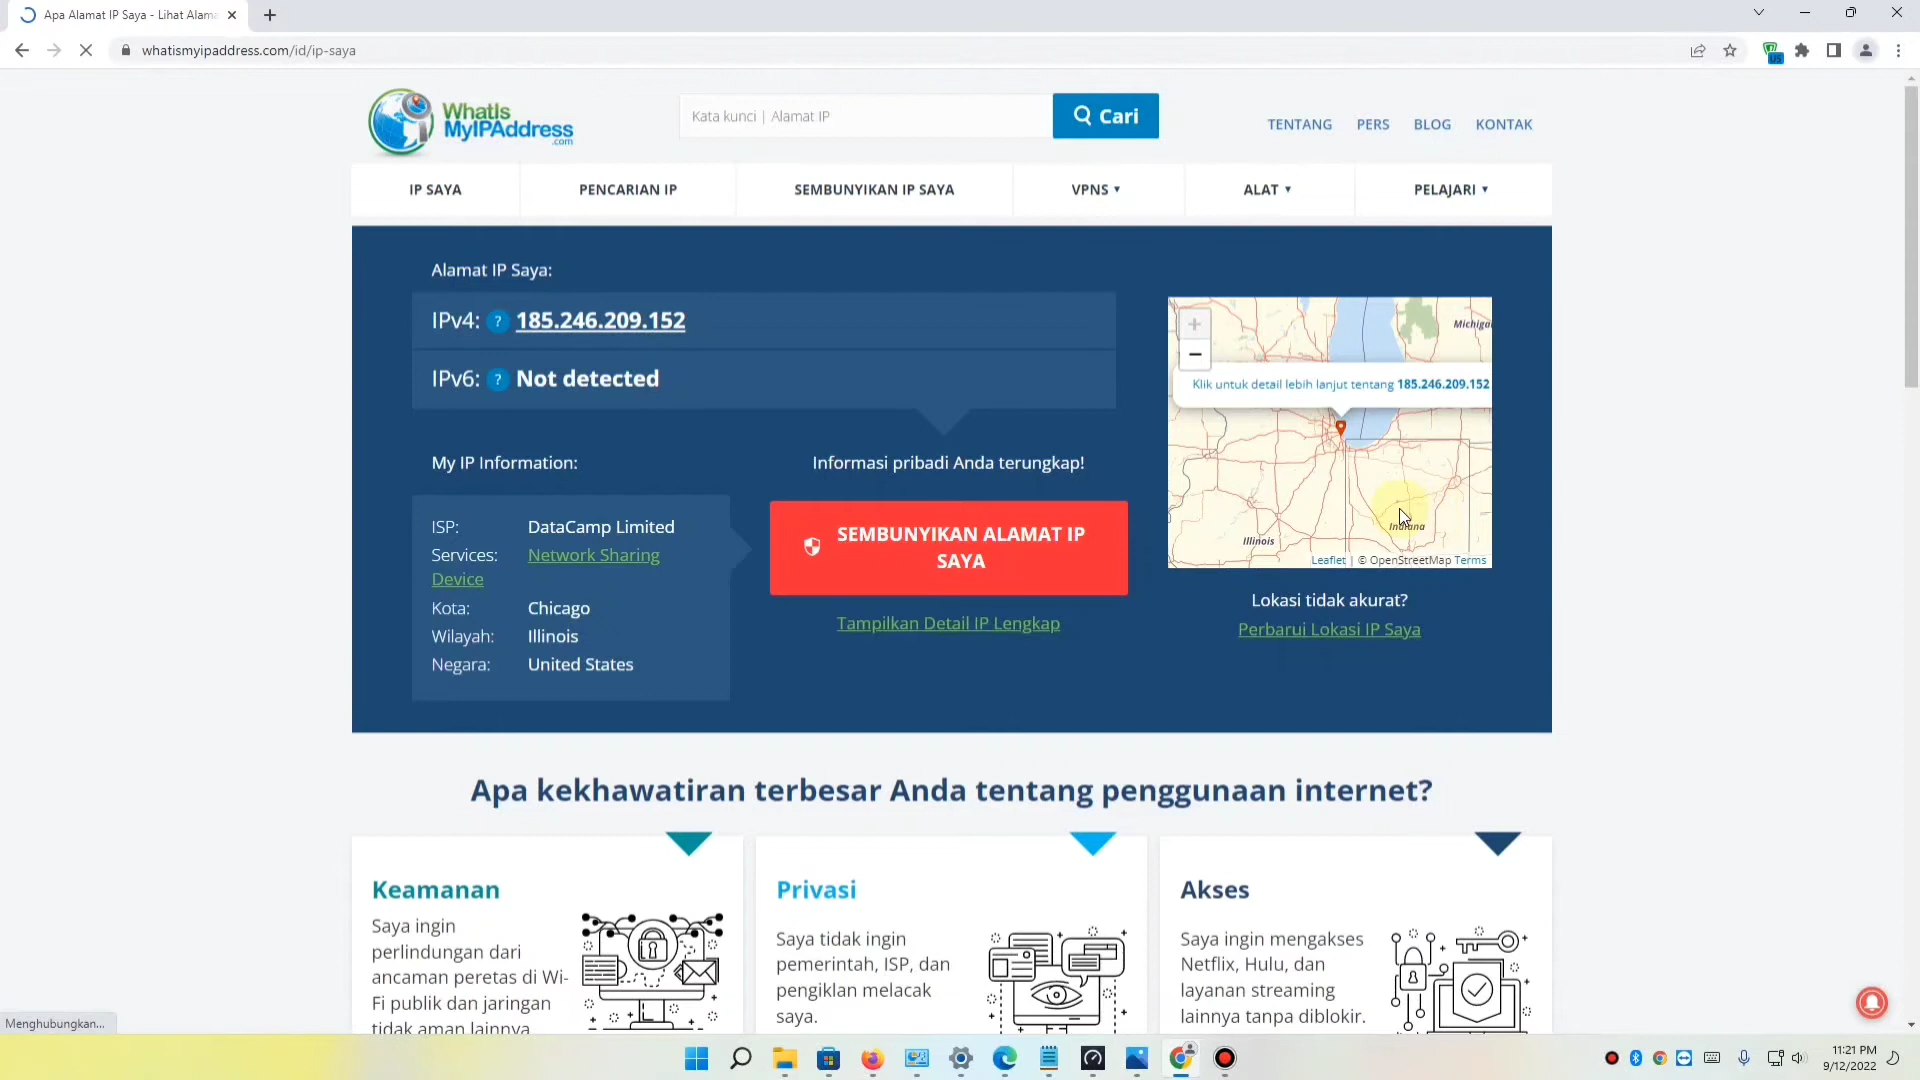 Apa Alamat IP Saya - Lihat Alama
whatismyipaddress.com/id/ip-saya
US
WhatIs
MyIPAddress
.com
Kata kunci | Alamat IP
Cari
TENTANG PERS BLOG KONTAK
IP SAYA PENCARIAN IP SEMBUNYIKAN IP SAYA VPNS ▾ ALAT ▾ PELAJARI ▾
Alamat IP Saya:
IPv4: ? 185.246.209.152
IPv6: ? Not detected
My IP Information:
ISP: DataCamp Limited
Services: Network Sharing
Device
Kota: Chicago
Wilayah: Illinois
Negara: United States
Informasi pribadi Anda terungkap!
SEMBUNYIKAN ALAMAT IP
SAYA
Tampilkan Detail IP Lengkap
+
−
Michiga
Klik untuk detail lebih lanjut tentang 185.246.209.152
Indiana
Illinois
Leaflet | © OpenStreetMap Terms
Lokasi tidak akurat?
Perbarui Lokasi IP Saya
Apa kekhawatiran terbesar Anda tentang penggunaan internet?
Keamanan
Saya ingin
perlindungan dari
ancaman peretas di Wi-
Fi publik dan jaringan
tidak aman lainnya
Privasi
Saya tidak ingin
pemerintah, ISP, dan
pengiklan melacak
saya.
Akses
Saya ingin mengakses
Netflix, Hulu, dan
layanan streaming
lainnya tanpa diblokir.
Menghubungkan...
11:21 PM
9/12/2022